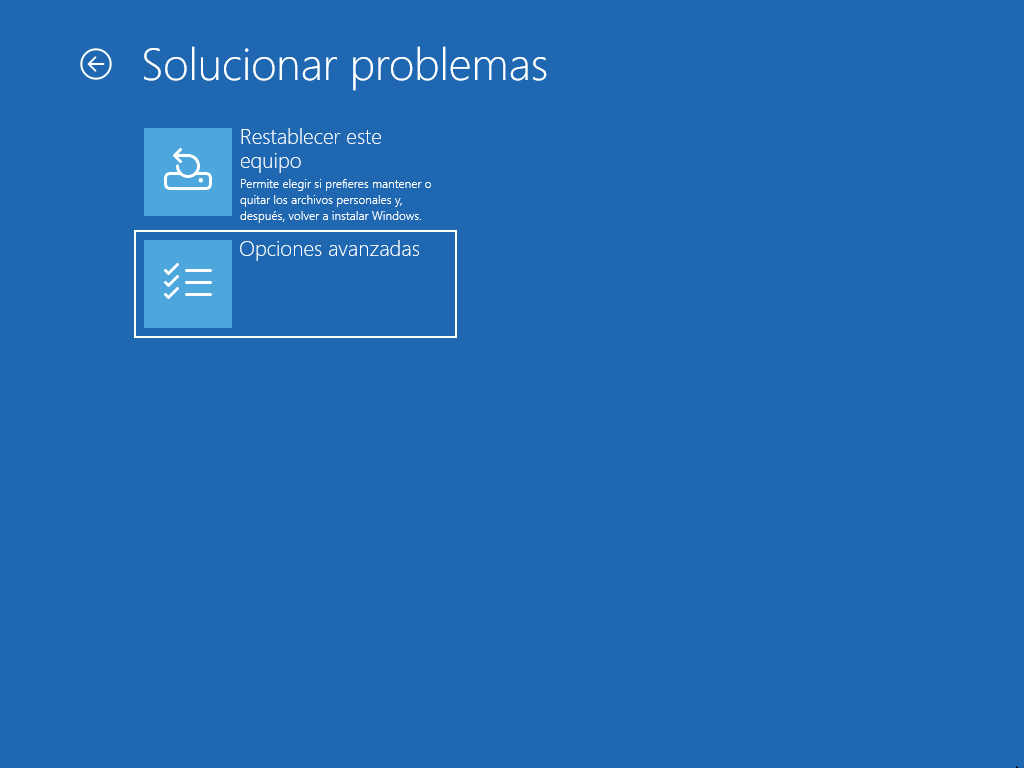 Solucionar problemas
Restablecer este
equipo
Permite elegir si prefieres mantener o
quitar los archivos personales y,
después, volver a instalar Windows.
Opciones avanzadas